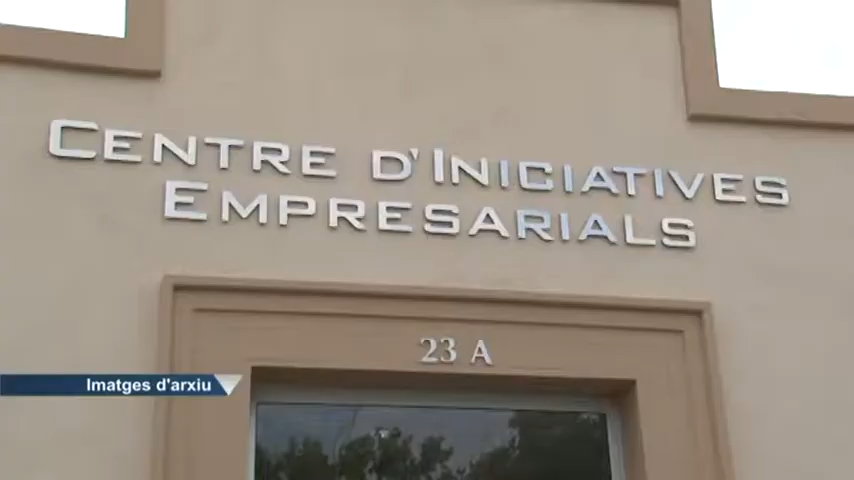 CENTRE D'INICIATIVES
EMPRESARIALS
23 A
Imatges d'arxiu